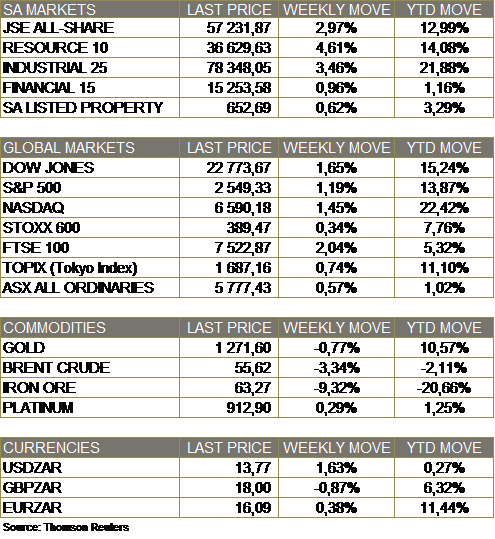 SA MARKETS LAST PRICE WEEKLY MOVE YTD MOVE
JSE ALL-SHARE 57 231,87 2,97% 12,99%
RESOURCE 10 36 629,63 4,61% 14,08%
INDUSTRIAL 25 78 348,05 3,46% 21,88%
FINANCIAL 15 15 253,58 0,96% 1,16%
SA LISTED PROPERTY 652,69 0,62% 3,29%
GLOBAL MARKETS LAST PRICE WEEKLY MOVE YTD MOVE
DOW JONES 22 773,67 1,65% 15,24%
S&P 500 2 549,33 1,19% 13,87%
NASDAQ 6 590,18 1,45% 22,42%
STOXX 600 389,47 0,34% 7,76%
FTSE 100 7 522,87 2,04% 5,32%
TOPIX (Tokyo Index) 1 687,16 0,74% 11,10%
ASX ALL ORDINARIES 5 777,43 0,57% 1,02%
COMMODITIES LAST PRICE WEEKLY MOVE YTD MOVE
GOLD 1 271,60 -0,77% 10,57%
BRENT CRUDE 55,62 -3,34% -2,11%
IRON ORE 63,27 -9,32% -20,66%
PLATINUM 912,90 0,29% 1,25%
CURRENCIES LAST PRICE WEEKLY MOVE YTD MOVE
USDZAR 13,77 1,63% 0,27%
GBPZAR 18,00 -0,87% 6,32%
EURZAR 16,09 0,38% 11,44%
Source: Thomson Reuters